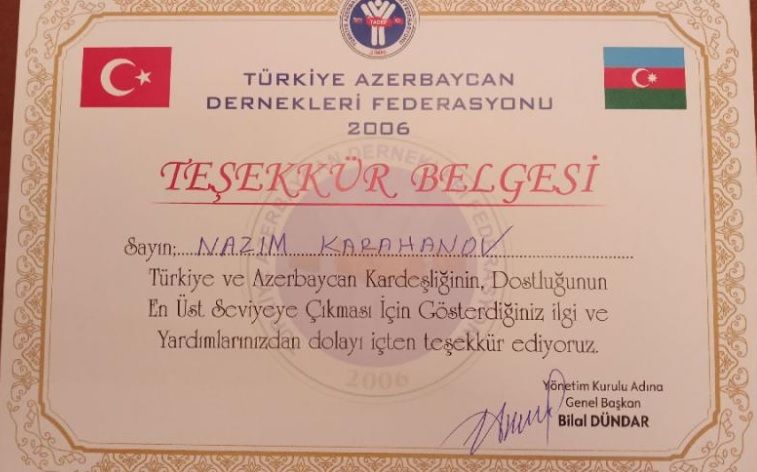 TÜRKİYE AZERBAYCAN
DERNEKLERİ FEDERASYONU
2006
TEŞEKKÜR BELGESİ
Sayın;....NAZIM KARAHANOV
Türkiye ve Azerbaycan Kardeşliğinin, Dostluğunun
En Üst Seviyeye Çıkması İçin Gösterdiğiniz ilgi ve
Yardımlarınızdan dolayı içten teşekkür ediyoruz.
2006
Yönetim Kurulu Adına
Genel Başkan
Bilal DÜNDAR